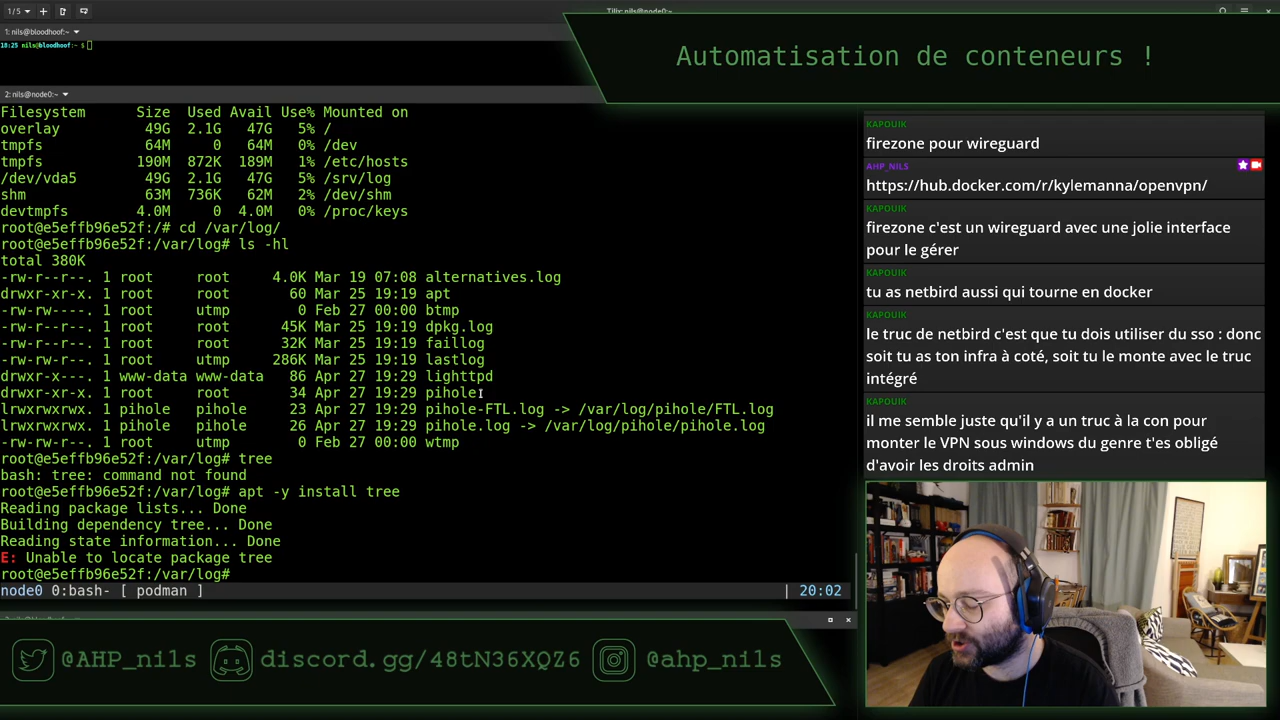 1/5
Tilix: nils@node0:~
1: nils@bloodhoof:~
18:25 nils@bloodhoof:~ $
Automatisation de conteneurs !
2: nils@node0:~
Filesystem      Size  Used Avail Use% Mounted on
overlay          49G  2.1G   47G   5% /
tmpfs            64M     0   64M   0% /dev
tmpfs           190M  872K  189M   1% /etc/hosts
/dev/vda5        49G  2.1G   47G   5% /srv/log
shm              63M  736K   62M   2% /dev/shm
devtmpfs        4.0M     0  4.0M   0% /proc/keys
root@e5effb96e52f:/# cd /var/log/
root@e5effb96e52f:/var/log# ls -hl
total 380K
-rw-r--r--. 1 root     root     4.0K Mar 19 07:08 alternatives.log
drwxr-xr-x. 1 root     root       60 Mar 25 19:19 apt
-rw-rw----. 1 root     utmp        0 Feb 27 00:00 btmp
-rw-r--r--. 1 root     root      45K Mar 25 19:19 dpkg.log
-rw-r--r--. 1 root     root      32K Mar 25 19:19 faillog
-rw-rw-r--. 1 root     utmp     286K Mar 25 19:19 lastlog
drwxr-x---. 1 www-data www-data   86 Apr 27 19:29 lighttpd
drwxr-xr-x. 1 root     root       34 Apr 27 19:29 pihole
lrwxrwxrwx. 1 pihole   pihole     23 Apr 27 19:29 pihole-FTL.log -> /var/log/pihole/FTL.log
lrwxrwxrwx. 1 pihole   pihole     26 Apr 27 19:29 pihole.log -> /var/log/pihole/pihole.log
-rw-rw-r--. 1 root     utmp        0 Feb 27 00:00 wtmp
root@e5effb96e52f:/var/log# tree
bash: tree: command not found
root@e5effb96e52f:/var/log# apt -y install tree
Reading package lists... Done
Building dependency tree... Done
Reading state information... Done
E: Unable to locate package tree
root@e5effb96e52f:/var/log#
node0 0:bash- [ podman ] | 20:02
KAPOUIK
firezone pour wireguard
AHP_NILS
https://hub.docker.com/r/kylemanna/openvpn/
KAPOUIK
firezone c'est un wireguard avec une jolie interface
pour le gérer
KAPOUIK
tu as netbird aussi qui tourne en docker
KAPOUIK
le truc de netbird c'est que tu dois utiliser du sso : donc
soit tu as ton infra à coté, soit tu le monte avec le truc
intégré
KAPOUIK
il me semble juste qu'il y a un truc à la con pour
monter le VPN sous windows du genre t'es obligé
d'avoir les droits admin
@AHP_nils discord.gg/48tN36XQZ6 @ahp_nils